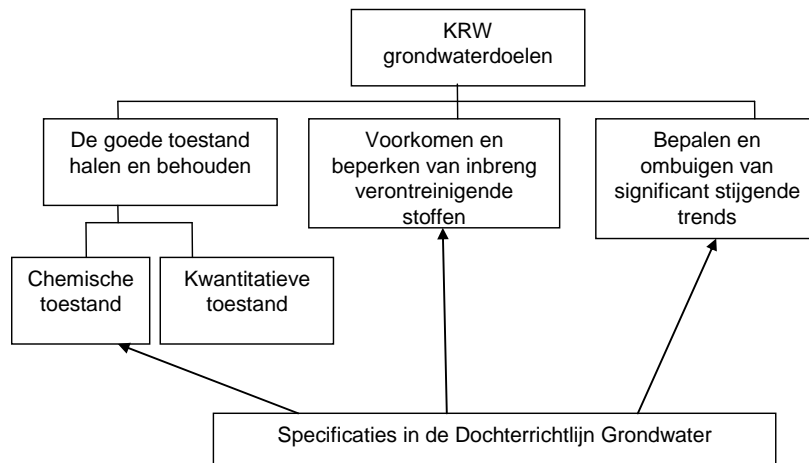 KRW
grondwaterdoelen
De goede toestand
halen en behouden
Voorkomen en
beperken van inbreng
verontreinigende
stoffen
Bepalen en
ombuigen van
significant stijgende
trends
Chemische
toestand
Kwantitatieve
toestand
Specificaties in de Dochterrichtlijn Grondwater